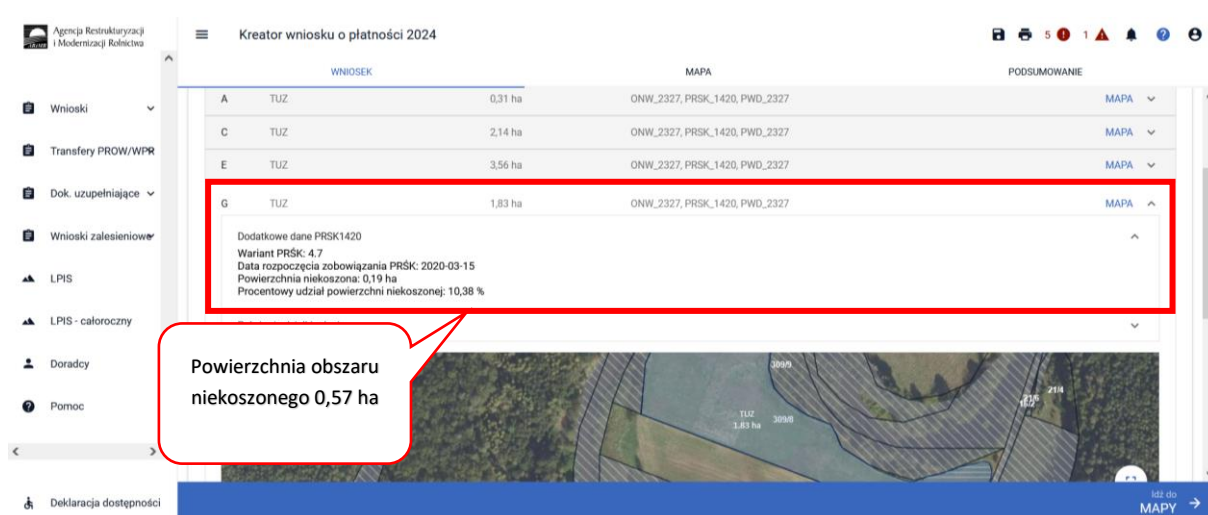 Agencja Restrukturyzacji
i Modernizacji Rolnictwa
Kreator wniosku o płatności 2024
5 1
WNIOSEK MAPA PODSUMOWANIE
Wnioski
Transfery PROW/WPR
Dok. uzupełniające
Wnioski zalesieniowe
LPIS
LPIS - całoroczny
Doradcy
Pomoc
Deklaracja dostępności
A TUZ 0,31 ha ONW_2327, PRSK_1420, PWD_2327 MAPA
C TUZ 2,14 ha ONW_2327, PRSK_1420, PWD_2327 MAPA
E TUZ 3,56 ha ONW_2327, PRSK_1420, PWD_2327 MAPA
G TUZ 1,83 ha ONW_2327, PRSK_1420, PWD_2327 MAPA
Dodatkowe dane PRSK1420
Wariant PRŚK: 4.7
Data rozpoczęcia zobowiązania PRŚK: 2020-03-15
Powierzchnia niekoszona: 0,19 ha
Procentowy udział powierzchni niekoszonej: 10,38 %
Powierzchnia obszaru
niekoszonego 0,57 ha
309/9
TUZ
1.83 ha
309/8
21/4
Idź do
MAPY